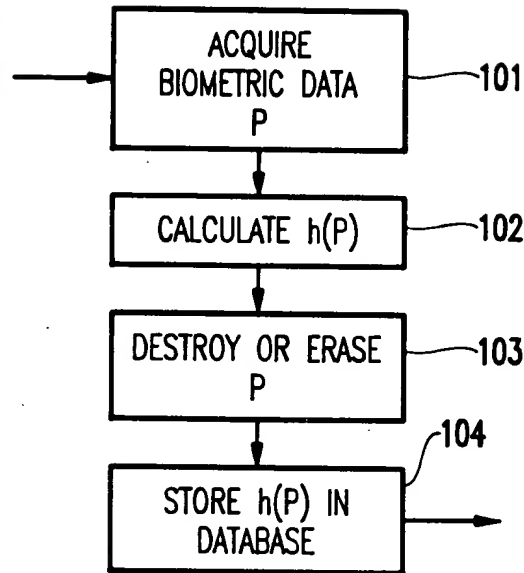 ACQUIRE
BIOMETRIC DATA
P
101
CALCULATE h(P)
102
DESTROY OR ERASE
P
103
104
STORE h(P) IN
DATABASE